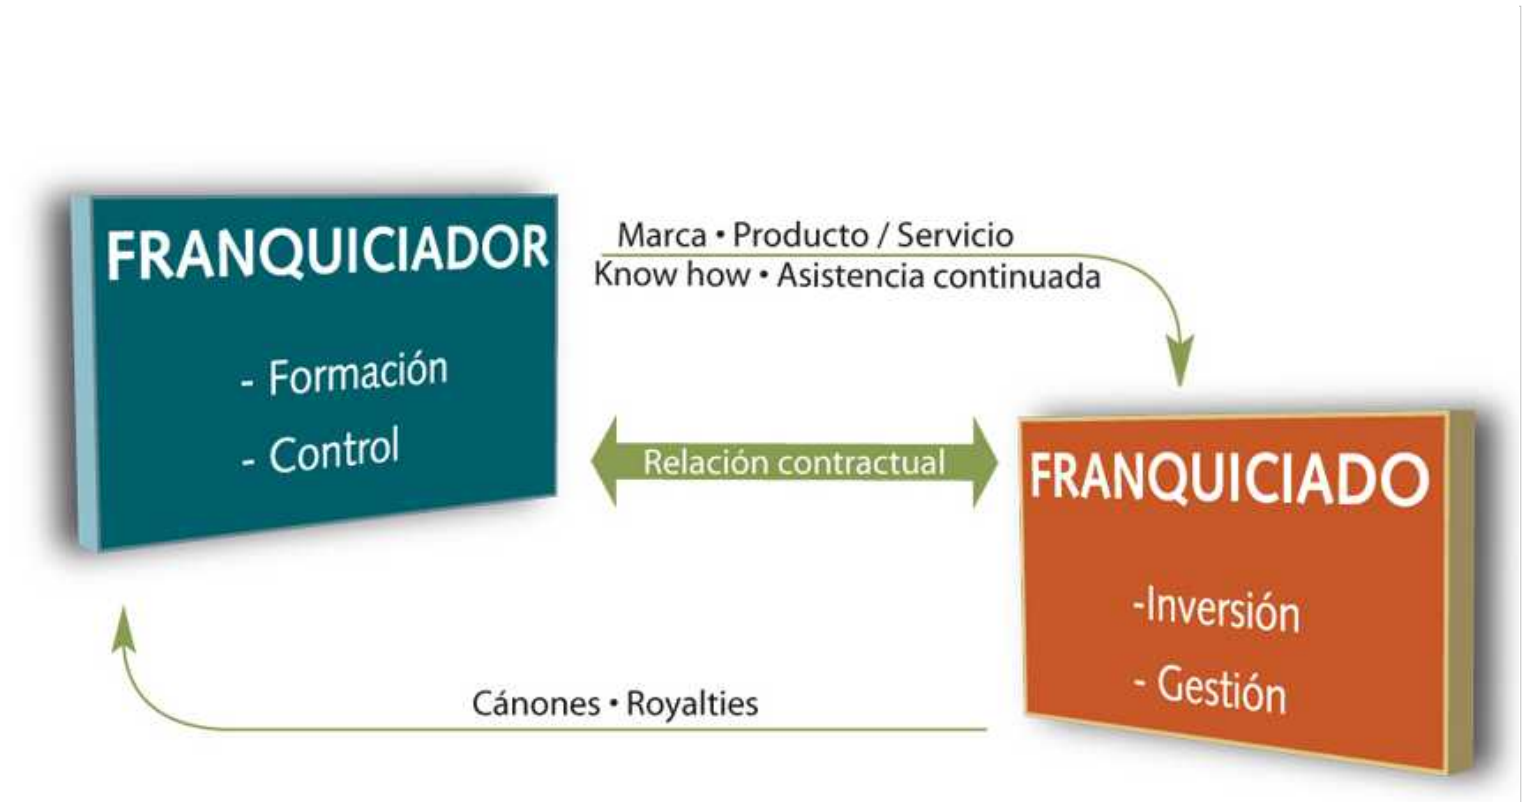 FRANQUICIADOR
- Formación
- Control
Marca • Producto / Servicio
Know how • Asistencia continuada
Relación contractual
FRANQUICIADO
-Inversión
- Gestión
Cánones • Royalties